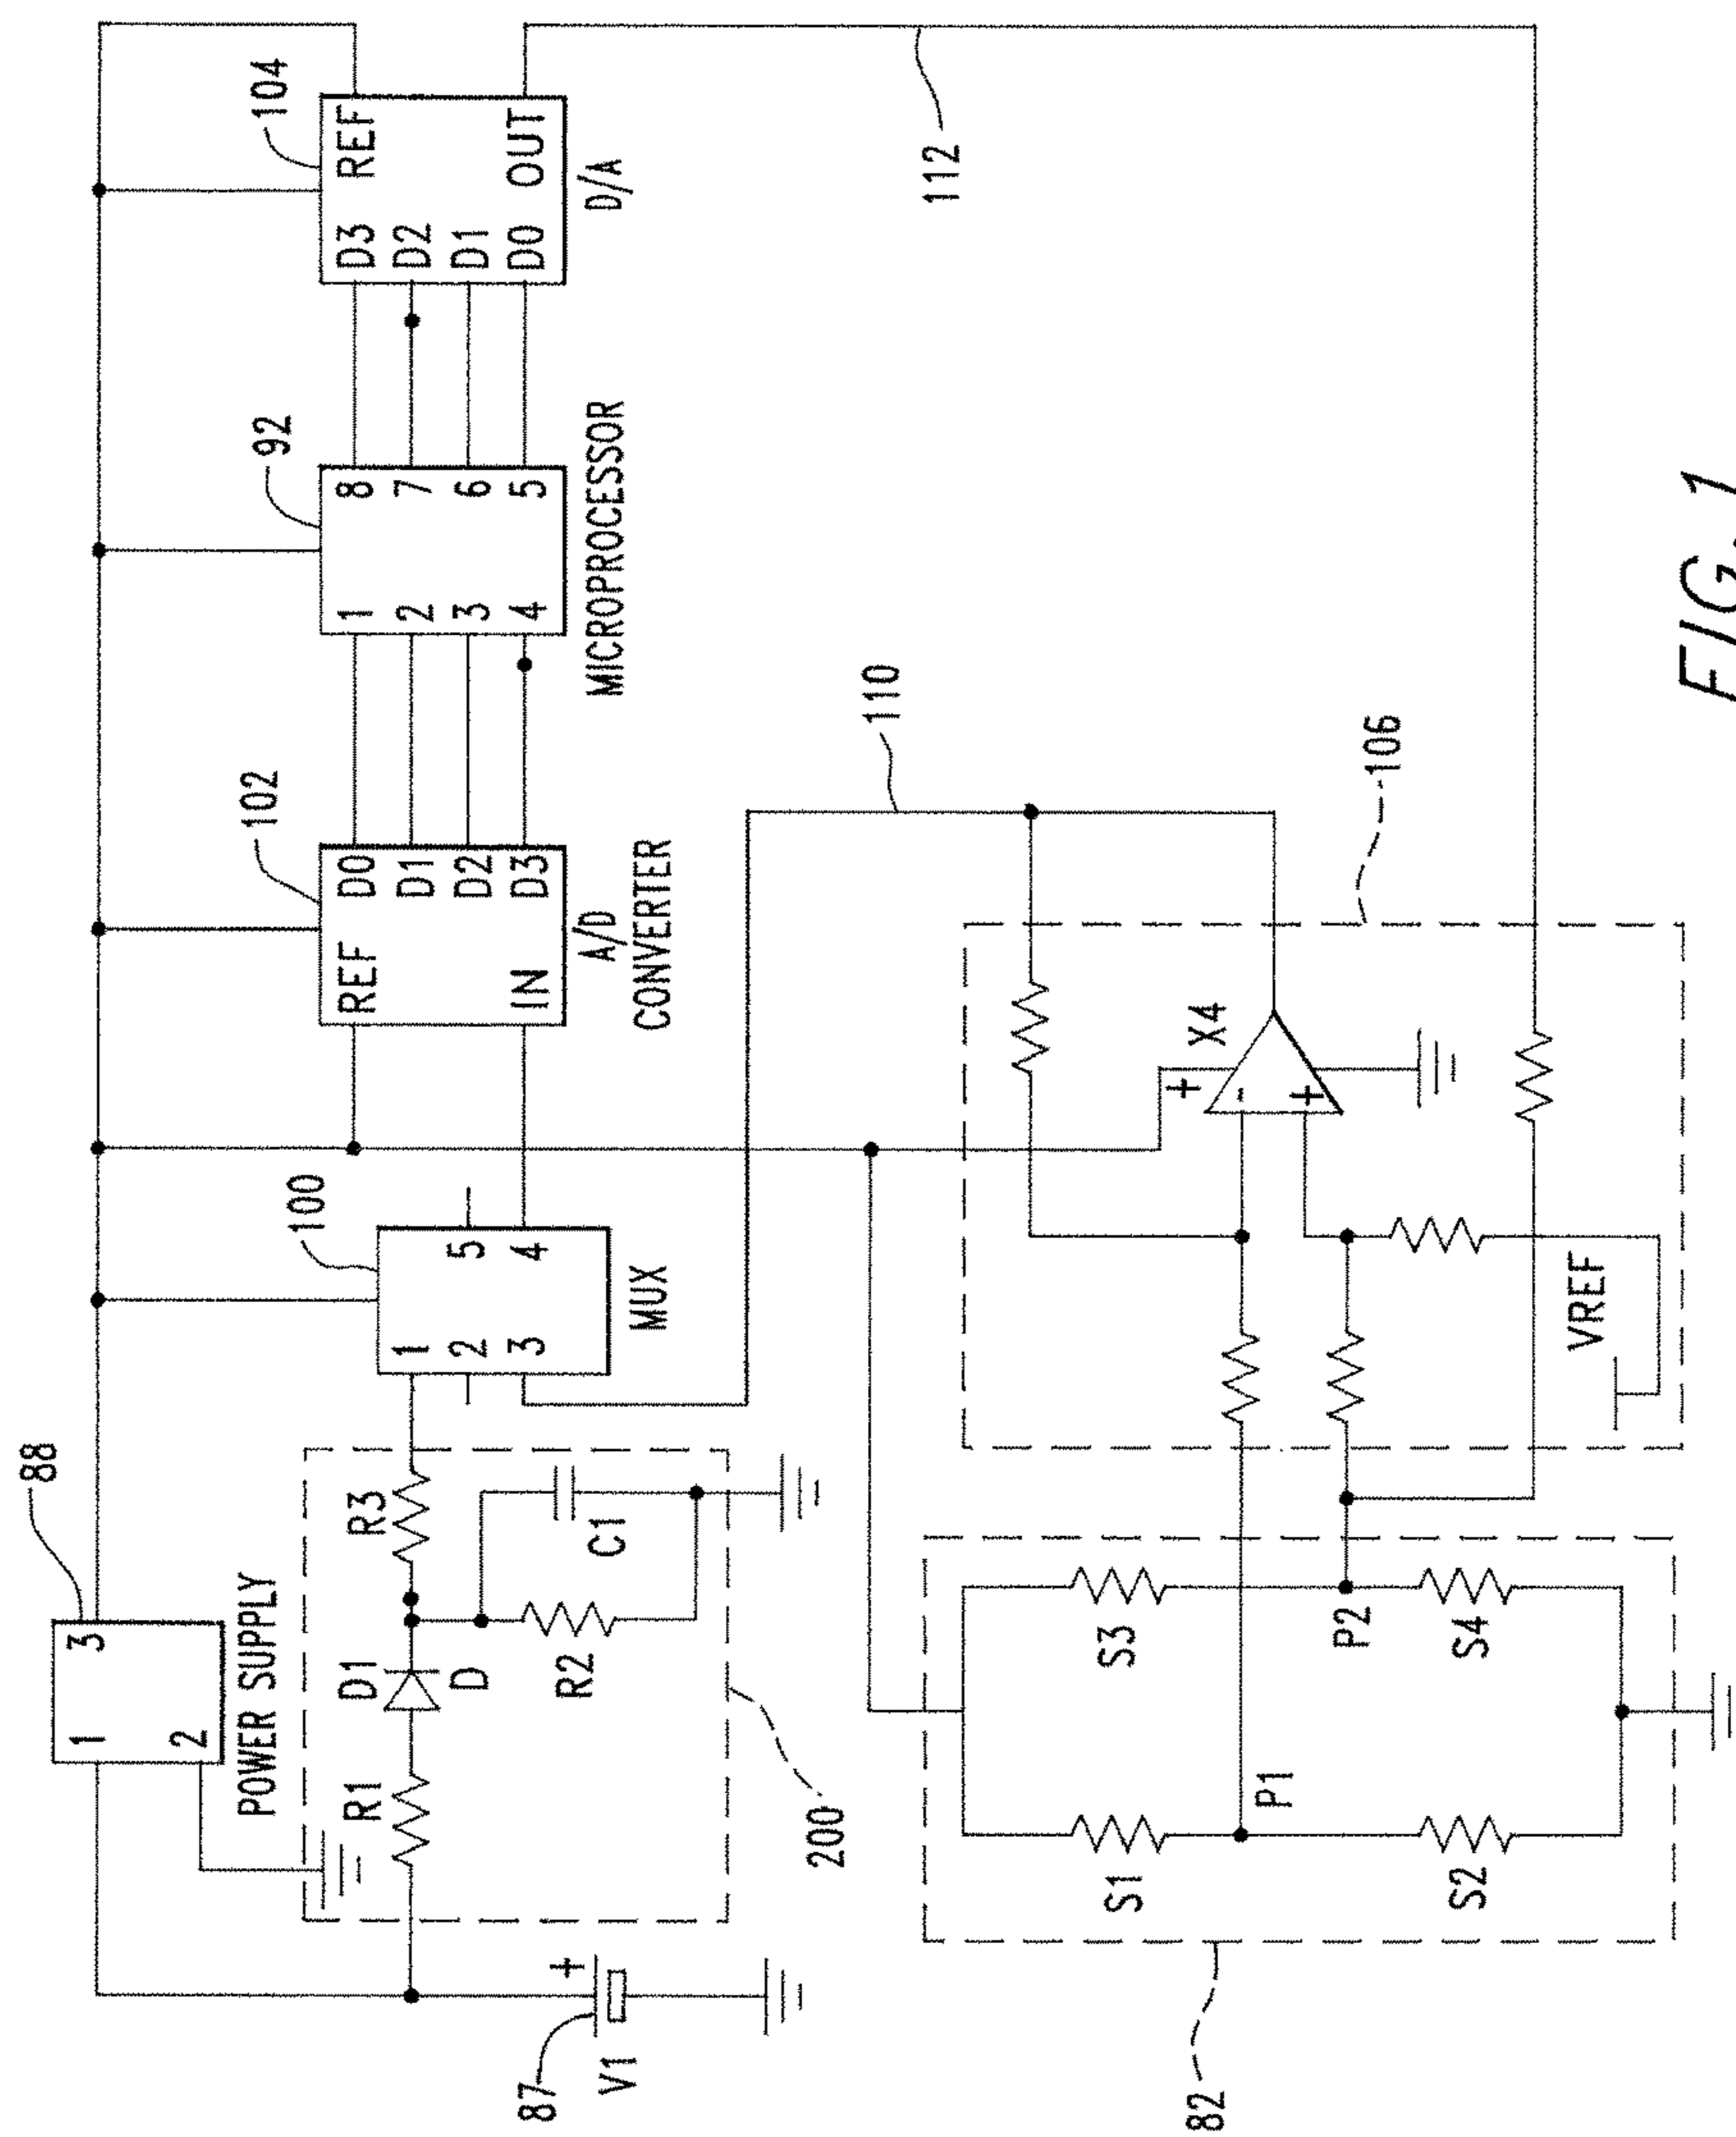 88
3
1
2
POWER SUPPLY
87
+
V1
R1
D1
D
R3
R2
C1
200
100
1
2
3
5
4
MUX
102
REF
IN
D0
D1
D2
D3
A/D
CONVERTER
92
1
2
3
4
8
7
6
5
MICROPROCESSOR
104
D3
D2
D1
D0
REF
OUT
D/A
112
110
82
S1
S2
S3
S4
P1
P2
106
X4
+
-
+
VREF
FIG. 1